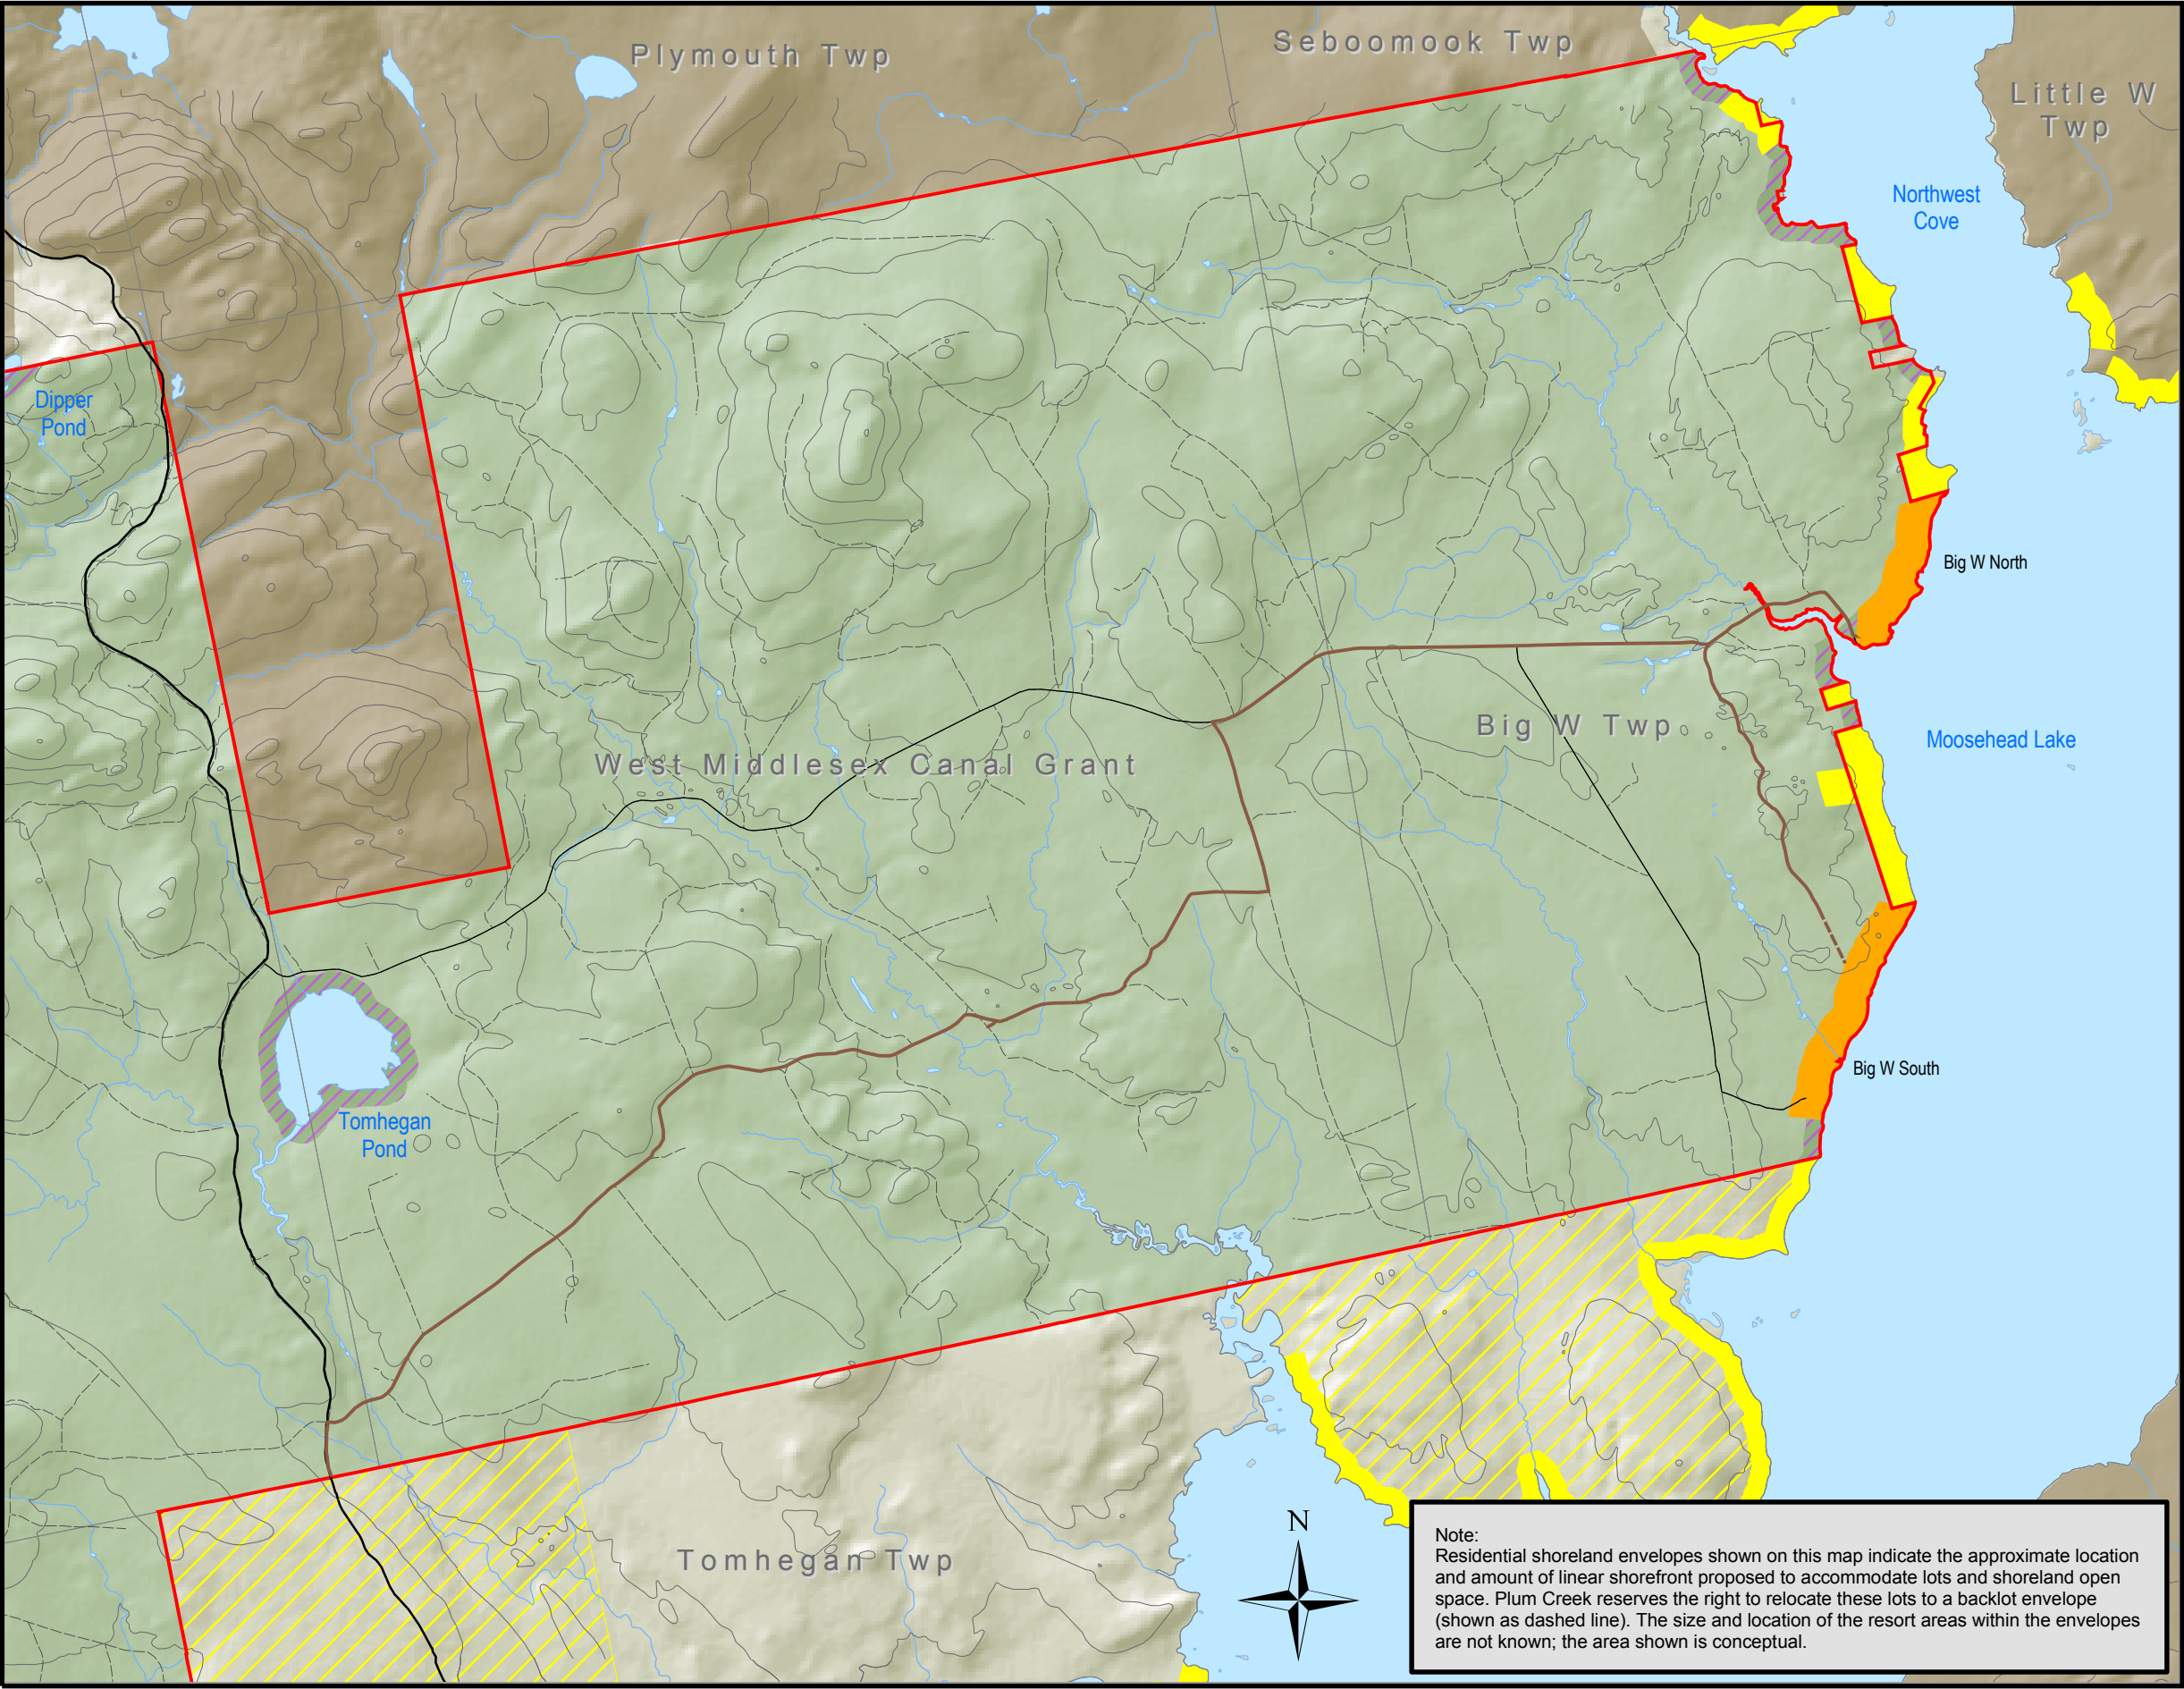 Plymouth Twp
Seboomook Twp
Little W
Twp
Northwest
Cove
Dipper
Pond
Big W North
Big W Twp
Moosehead Lake
West Middlesex Canal Grant
Big W South
Tomhegan
Pond
Tomhegan Twp
N
Note:
Residential shoreland envelopes shown on this map indicate the approximate location
and amount of linear shorefront proposed to accommodate lots and shoreland open
space. Plum Creek reserves the right to relocate these lots to a backlot envelope
(shown as dashed line). The size and location of the resort areas within the envelopes
are not known; the area shown is conceptual.